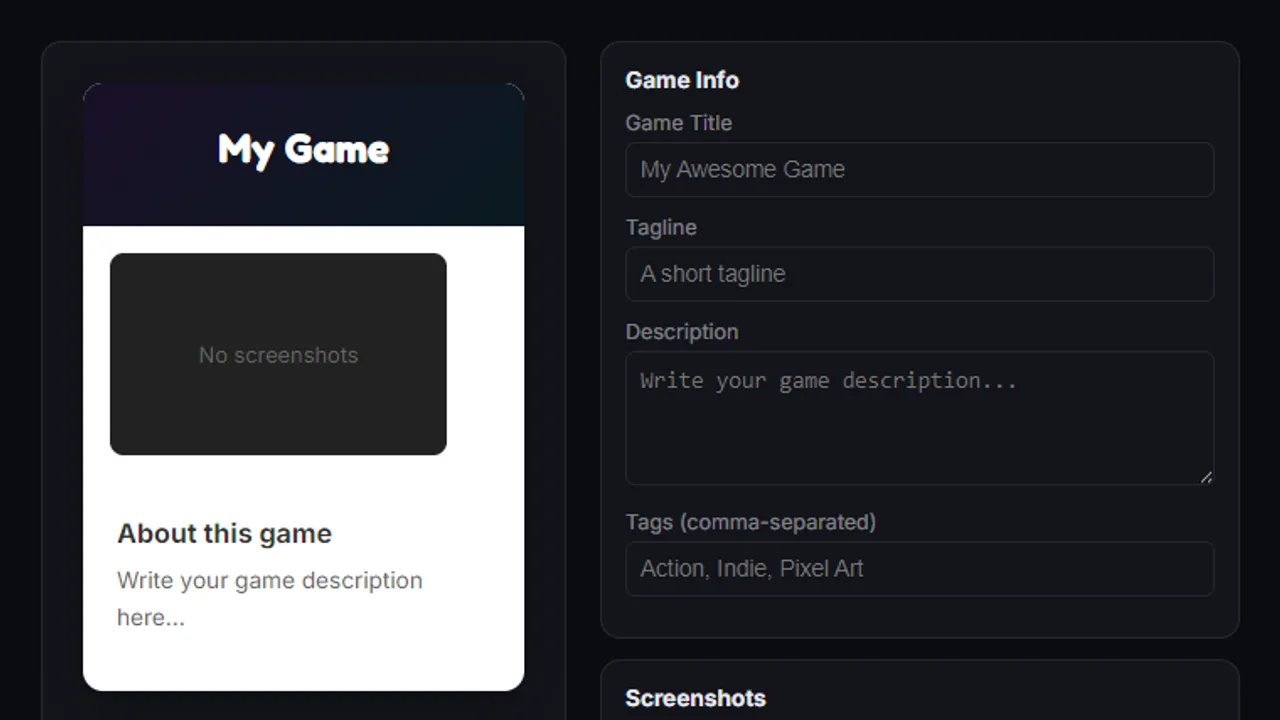 My Game
No screenshots
About this game
Write your game description
here...
Game Info
Game Title
My Awesome Game
Tagline
A short tagline
Description
Write your game description...
Tags (comma-separated)
Action, Indie, Pixel Art
Screenshots